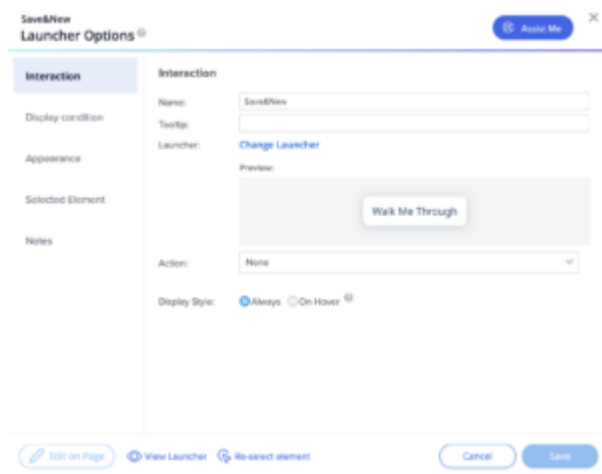 Save&New
Launcher Options
Assist Me
Interaction
Display condition
Appearance
Selected Element
Notes
Interaction
Name: Save&New
Tooltip:
Launcher: Change Launcher
Preview:
Walk Me Through
Action: None
Display Style: Always On Hover
Edit on Page View Launcher Re-select element Cancel Save